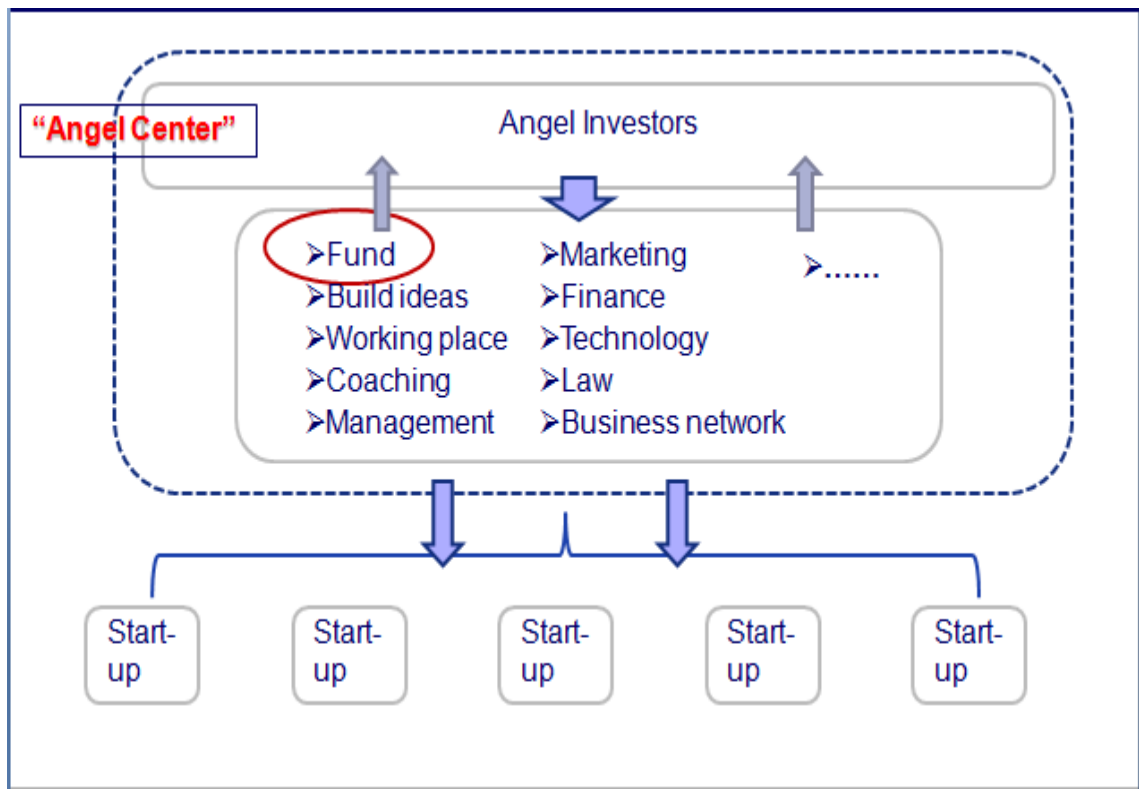 “Angel Center”
Angel Investors
➢Fund
➢Build ideas
➢Working place
➢Coaching
➢Management
➢Marketing
➢Finance
➢Technology
➢Law
➢Business network
➢……
Start-
up
Start-
up
Start-
up
Start-
up
Start-
up